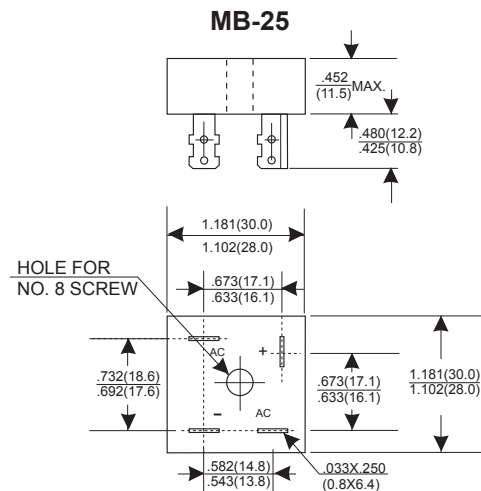 MB-25
.452
(11.5)
MAX.
.480(12.2)
.425(10.8)
1.181(30.0)
1.102(28.0)
HOLE FOR
NO. 8 SCREW
.673(17.1)
.633(16.1)
AC
+
.732(18.6)
.692(17.6)
.673(17.1)
.633(16.1)
1.181(30.0)
1.102(28.0)
-
AC
.582(14.8)
.543(13.8)
.033X.250
(0.8X6.4)